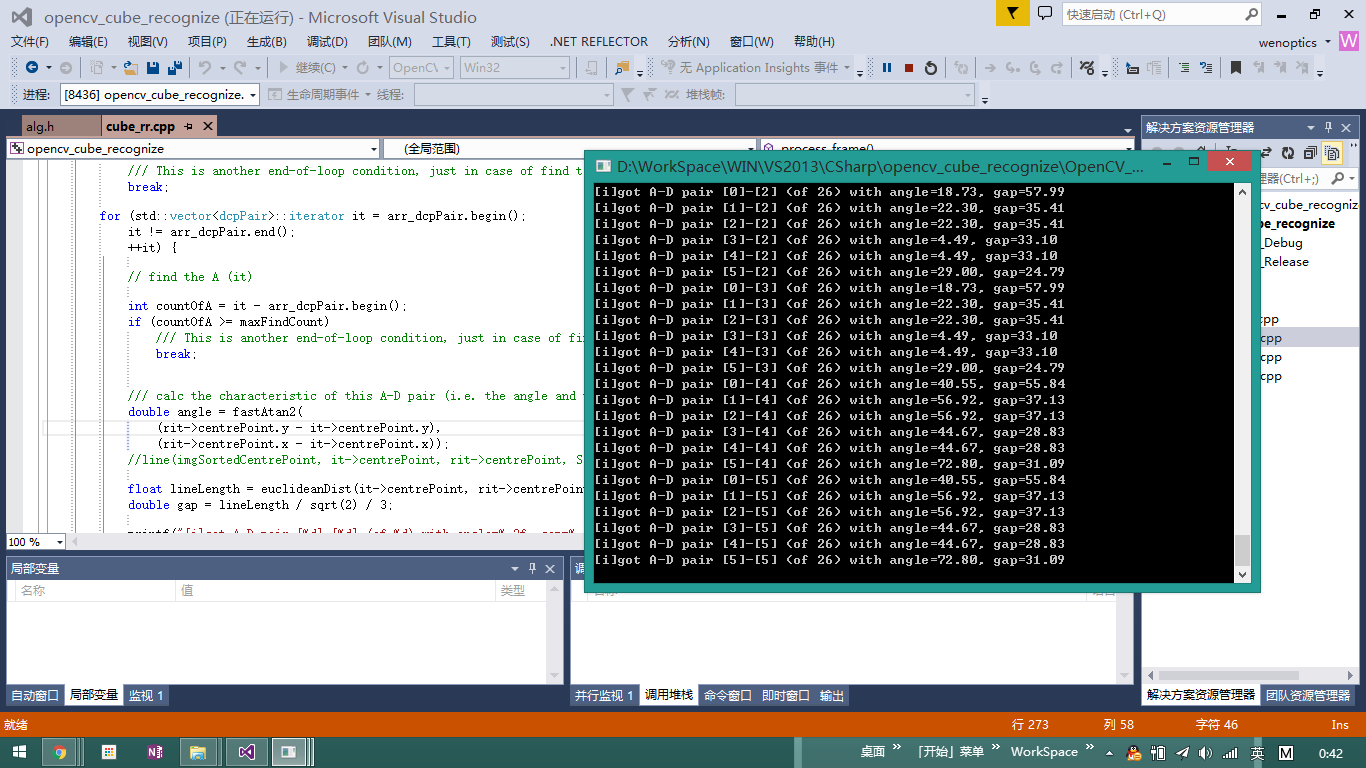 opencv_cube_recognize (正在运行) - Microsoft Visual Studio
快速启动 (Ctrl+Q)
文件(F) 编辑(E) 视图(V) 项目(P) 生成(B) 调试(D) 团队(M) 工具(T) 测试(S) .NET REFLECTOR 分析(N) 窗口(W) 帮助(H)
wenoptics W
继续(C) OpenC Win32 无 Application Insights 事件
进程: [8436] opencv_cube_recognize. 生命周期事件 线程: 堆栈帧:
alg.h cube_rr.cpp
opencv_cube_recognize (全局范围) process_frame()
/// This is another end-of-loop condition, just in case of find t
break;
for (std::vector<dcpPair>::iterator it = arr_dcpPair.begin();
it != arr_dcpPair.end();
++it) {
// find the A (it)
int countOfA = it - arr_dcpPair.begin();
if (countOfA >= maxFindCount)
/// This is another end-of-loop condition, just in case of fi
break;
/// calc the characteristic of this A-D pair (i.e. the angle and
double angle = fastAtan2(
(rit->centrePoint.y - it->centrePoint.y),
(rit->centrePoint.x - it->centrePoint.x));
//line(imgSortedCentrePoint, it->centrePoint, rit->centrePoint, S
float lineLength = euclideanDist(it->centrePoint, rit->centrePoint
double gap = lineLength / sqrt(2) / 3;
100 %
D:\WorkSpace\WIN\VS2013\CSharp\opencv_cube_recognize\OpenCV_...
[i]got A-D pair [0]-[2] (of 26) with angle=18.73, gap=57.99
[i]got A-D pair [1]-[2] (of 26) with angle=22.30, gap=35.41
[i]got A-D pair [2]-[2] (of 26) with angle=22.30, gap=35.41
[i]got A-D pair [3]-[2] (of 26) with angle=4.49, gap=33.10
[i]got A-D pair [4]-[2] (of 26) with angle=4.49, gap=33.10
[i]got A-D pair [5]-[2] (of 26) with angle=29.00, gap=24.79
[i]got A-D pair [0]-[3] (of 26) with angle=18.73, gap=57.99
[i]got A-D pair [1]-[3] (of 26) with angle=22.30, gap=35.41
[i]got A-D pair [2]-[3] (of 26) with angle=22.30, gap=35.41
[i]got A-D pair [3]-[3] (of 26) with angle=4.49, gap=33.10
[i]got A-D pair [4]-[3] (of 26) with angle=4.49, gap=33.10
[i]got A-D pair [5]-[3] (of 26) with angle=29.00, gap=24.79
[i]got A-D pair [0]-[4] (of 26) with angle=40.55, gap=55.84
[i]got A-D pair [1]-[4] (of 26) with angle=56.92, gap=37.13
[i]got A-D pair [2]-[4] (of 26) with angle=56.92, gap=37.13
[i]got A-D pair [3]-[4] (of 26) with angle=44.67, gap=28.83
[i]got A-D pair [4]-[4] (of 26) with angle=44.67, gap=28.83
[i]got A-D pair [5]-[4] (of 26) with angle=72.80, gap=31.09
[i]got A-D pair [0]-[5] (of 26) with angle=40.55, gap=55.84
[i]got A-D pair [1]-[5] (of 26) with angle=56.92, gap=37.13
[i]got A-D pair [2]-[5] (of 26) with angle=56.92, gap=37.13
[i]got A-D pair [3]-[5] (of 26) with angle=44.67, gap=28.83
[i]got A-D pair [4]-[5] (of 26) with angle=44.67, gap=28.83
[i]got A-D pair [5]-[5] (of 26) with angle=72.80, gap=31.09
解决方案资源管理器
理器(Ctrl+;)
cv_cube_recogniz
be_recognize
_Debug
_Release
cpp
.cpp
cpp
cpp
局部变量
名称 值 类型
自动窗口 局部变量 监视 1
并行监视 1 调用堆栈 命令窗口 即时窗口 输出
解决方案资源管理器 团队资源管理器
就绪 行 273 列 58 字符 46 Ins
桌面 [开始] 菜单 WorkSpace 英 M 0:42